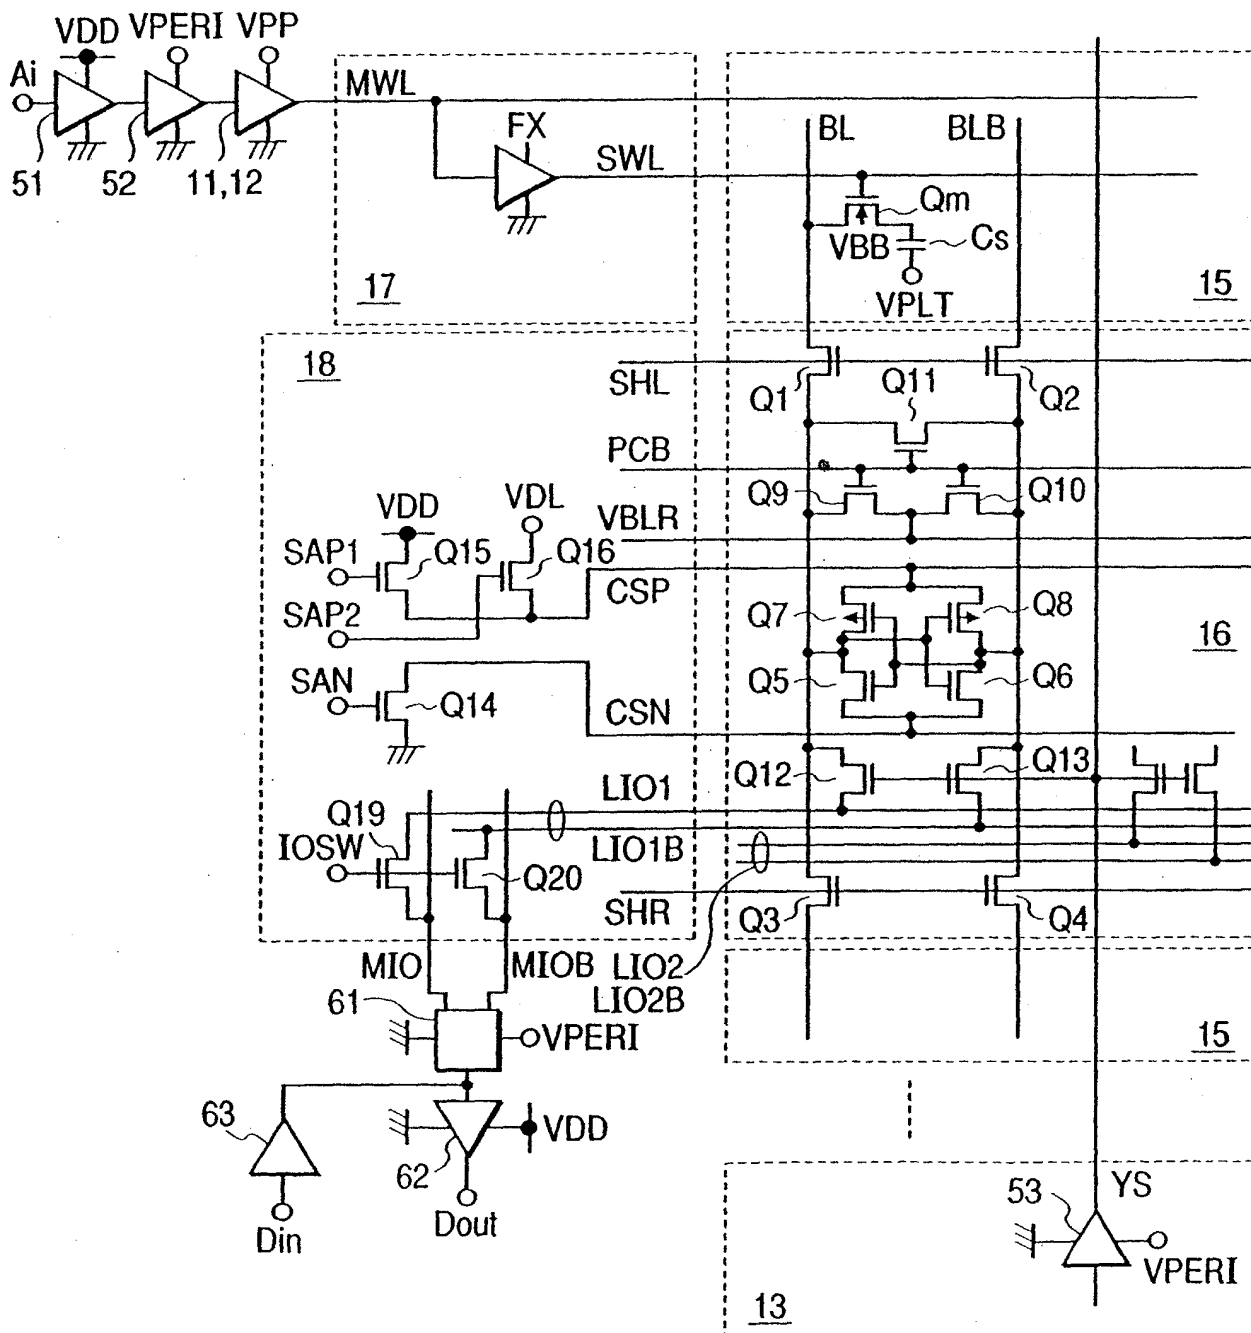 VDD VPERI VPP
Ai
MWL
51 52 11,12
FX
SWL
BL BLB
Qm
VBB
Cs
VPLT
17
15
18
SHL
Q1
Q11
Q2
PCB
Q9
Q10
VBLR
VDD
VDL
SAP1
Q15
Q16
CSP
SAP2
Q7
Q8
16
SAN
Q14
Q5
Q6
CSN
Q12
Q13
LIO1
Q19
IOSW
LIO1B
Q20
SHR
Q3
Q4
MIO
MIOB
LIO2
LIO2B
61
VPERI
15
63
VDD
62
Din
Dout
53
YS
VPERI
13